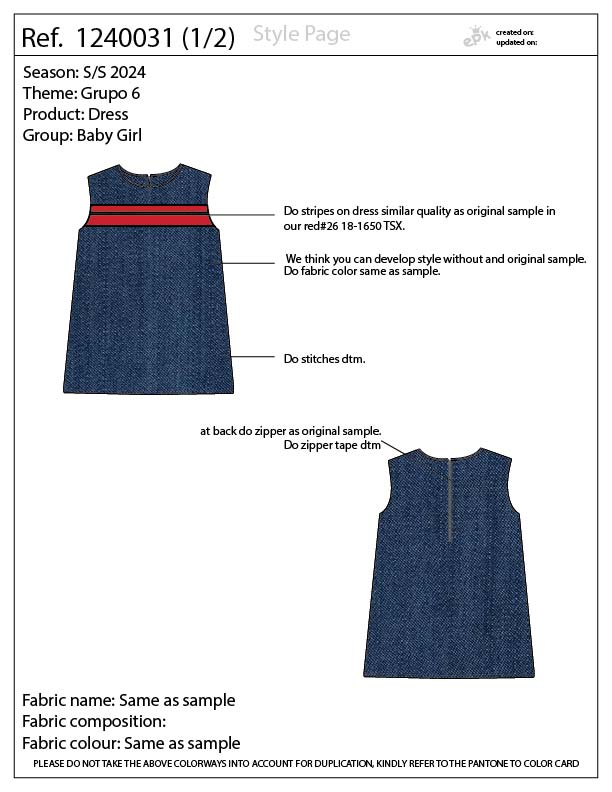 Ref. 1240031 (1/2)
Style Page
epk
created on:
updated on:
Season: S/S 2024
Theme: Grupo 6
Product: Dress
Group: Baby Girl
Do stripes on dress similar quality as original sample in
our red#26 18-1650 TSX.
We think you can develop style without and original sample.
Do fabric color same as sample.
Do stitches dtm.
at back do zipper as original sample.
Do zipper tape dtm
Fabric name: Same as sample
Fabric composition:
Fabric colour: Same as sample
PLEASE DO NOT TAKE THE ABOVE COLORWAYS INTO ACCOUNT FOR DUPLICATION, KINDLY REFER TO THE PANTONE TO COLOR CARD